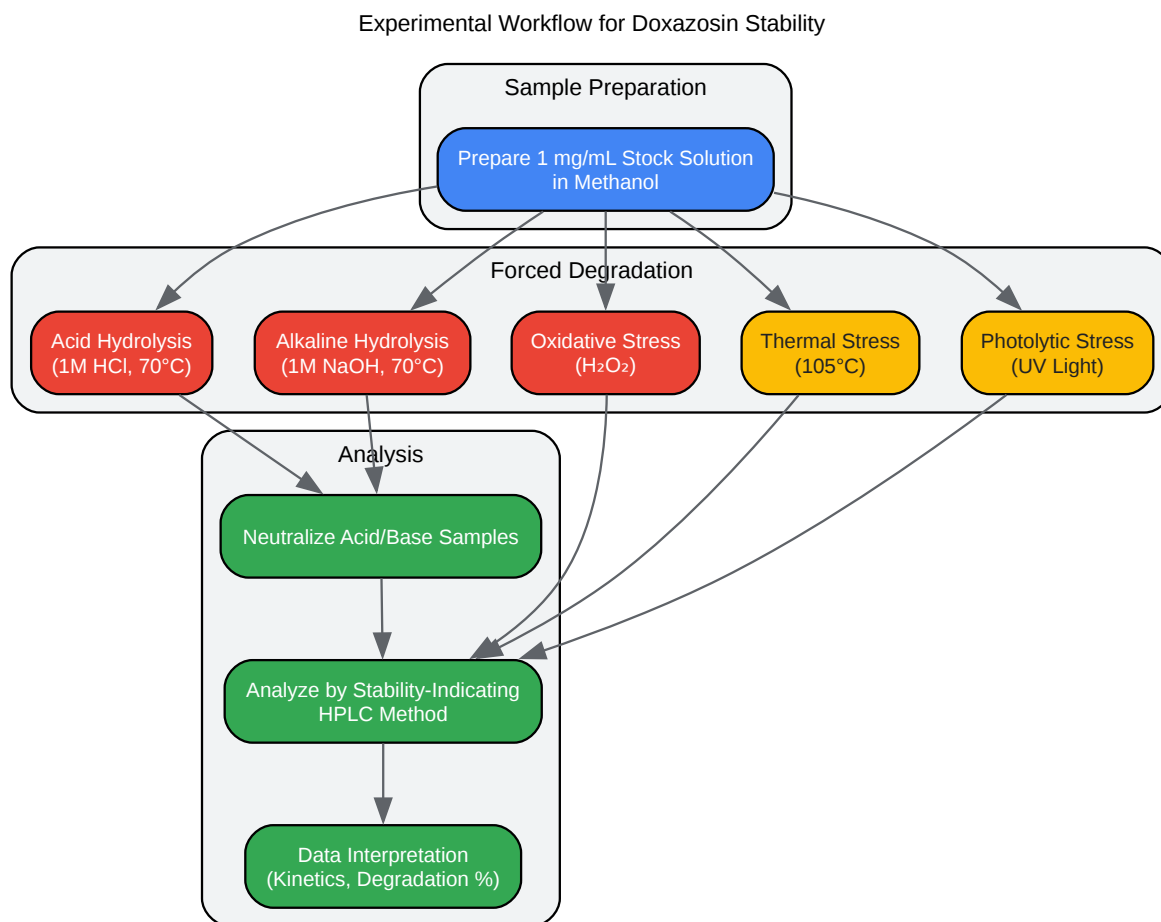 Experimental Workflow for Doxazosin Stability
Sample Preparation
Prepare 1 mg/mL Stock Solution
in Methanol
Forced Degradation
Acid Hydrolysis
(1M HCl, 70°C)
Alkaline Hydrolysis
(1M NaOH, 70°C)
Oxidative Stress
(H₂O₂)
Thermal Stress
(105°C)
Photolytic Stress
(UV Light)
Analysis
Neutralize Acid/Base Samples
Analyze by Stability-Indicating
HPLC Method
Data Interpretation
(Kinetics, Degradation %)